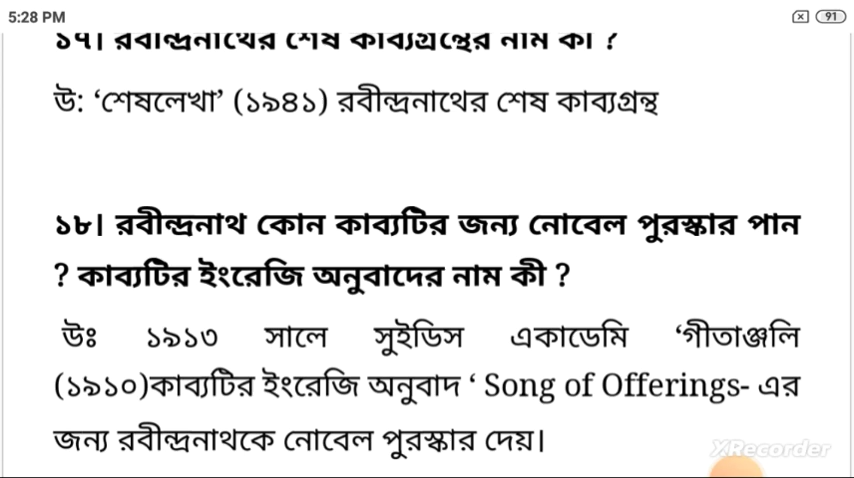 5:28 PM
91
১৭। রবীন্দ্রনাথের শেষ কাব্যগ্রন্থের নাম কী ?
উ: ‘শেষলেখা’ (১৯৪১) রবীন্দ্রনাথের শেষ কাব্যগ্রন্থ
১৮। রবীন্দ্রনাথ কোন কাব্যটির জন্য নোবেল পুরস্কার পান
? কাব্যটির ইংরেজি অনুবাদের নাম কী ?
উঃ ১৯১৩ সালে সুইডিস একাডেমি ‘গীতাঞ্জলি
(১৯১০)কাব্যটির ইংরেজি অনুবাদ ‘ Song of Offerings- এর
জন্য রবীন্দ্রনাথকে নোবেল পুরস্কার দেয়।
XRecorder